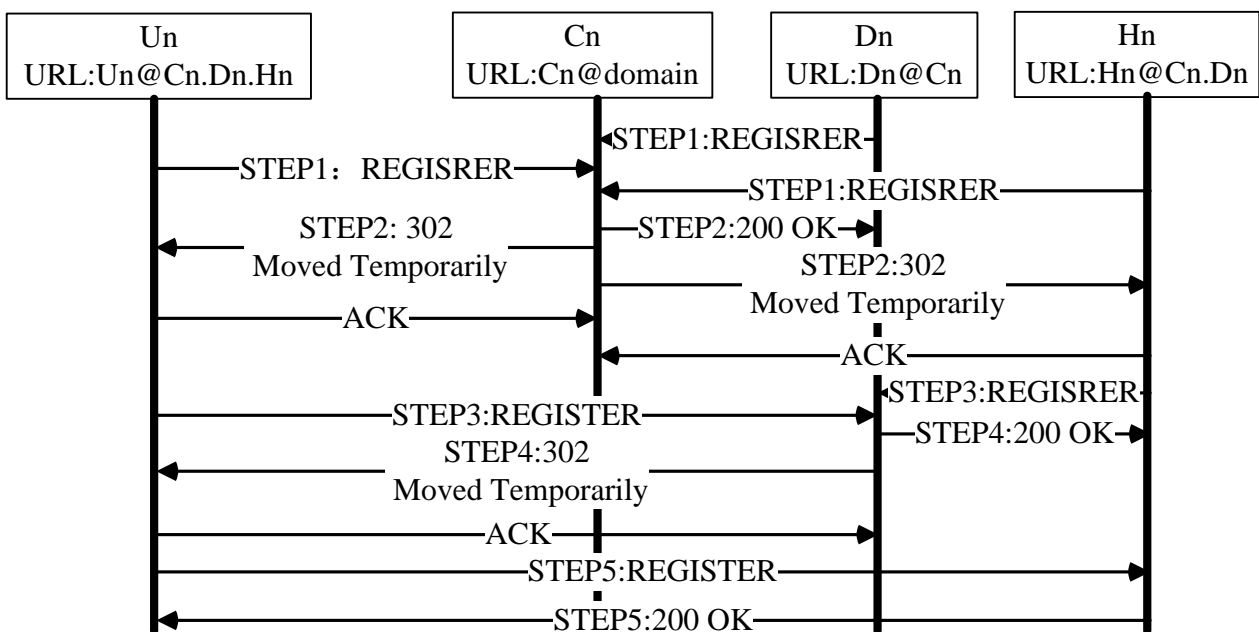 Un
URL:Un@Cn.Dn.Hn
Cn
URL:Cn@domain
Dn
URL:Dn@Cn
Hn
URL:Hn@Cn.Dn
STEP1:REGISRER
STEP1：REGISRER
STEP1:REGISRER
STEP2: 302
Moved Temporarily
STEP2:200 OK
STEP2:302
Moved Temporarily
ACK
ACK
STEP3:REGISRER
STEP3:REGISTER
STEP4:200 OK
STEP4:302
Moved Temporarily
ACK
STEP5:REGISTER
STEP5:200 OK